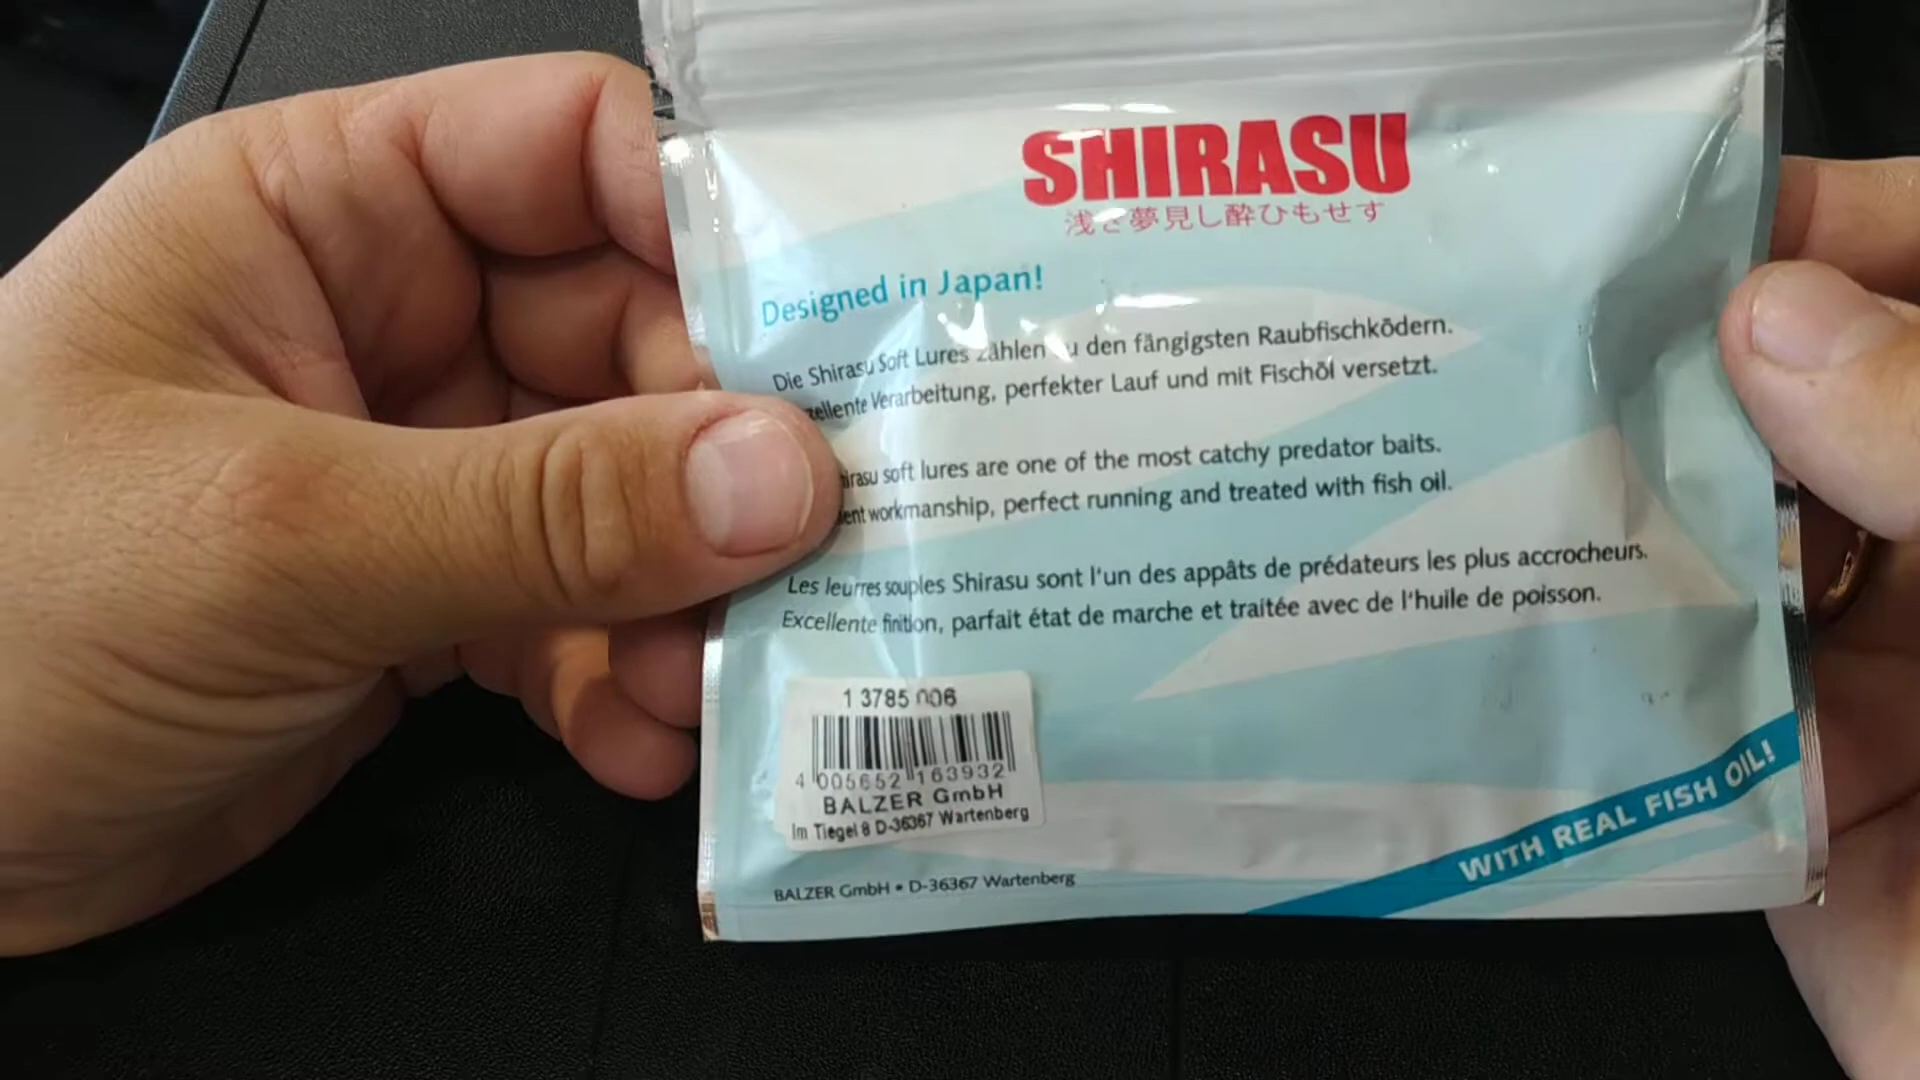 SHIRASU
浅き夢見し酔ひもせす
Designed in Japan!
Die Shirasu Soft Lures zählen zu den fängigsten Raubfischködern.
Verarbeitung, perfekter Lauf und mit Fischöl versetzt.
soft lures are one of the most catchy predator baits.
workmanship, perfect running and treated with fish oil.
Les leurres souples Shirasu sont l'un des appâts de prédateurs les plus accrocheurs.
Excellente finition, parfait état de marche et traitée avec de l'huile de poisson.
1 3785 006
4 005652 163932
BALZER GmbH
Im Tiegel 8 D-36367 Wartenberg
BALZER GmbH • D-36367 Wartenberg
WITH REAL FISH OIL!